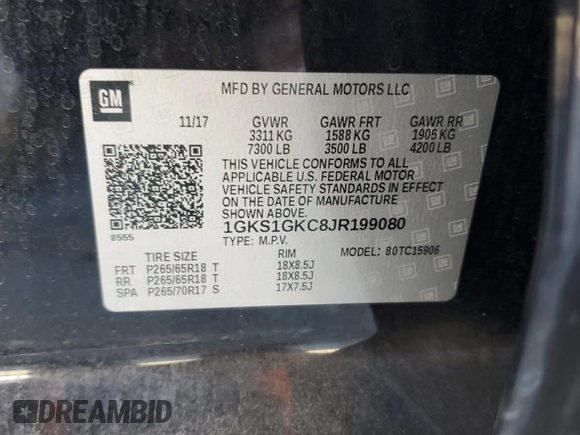 GM
MFD BY GENERAL MOTORS LLC
11/17 GVWR GAWR FRT GAWR RR
3311 KG 1588 KG 1905 KG
7300 LB 3500 LB 4200 LB
THIS VEHICLE CONFORMS TO ALL
APPLICABLE U.S. FEDERAL MOTOR
VEHICLE SAFETY STANDARDS IN EFFECT
ON THE DATE OF MANUFACTURE
SHOWN ABOVE.
8555
1GKS1GKC8JR199080
TYPE: M.P.V. MODEL: 80TC15906
TIRE SIZE RIM
FRT P265/65R18 T 18X8.5J
RR P265/65R18 T 18X8.5J
SPA P265/70R17 S 17X7.5J
DREAMBID